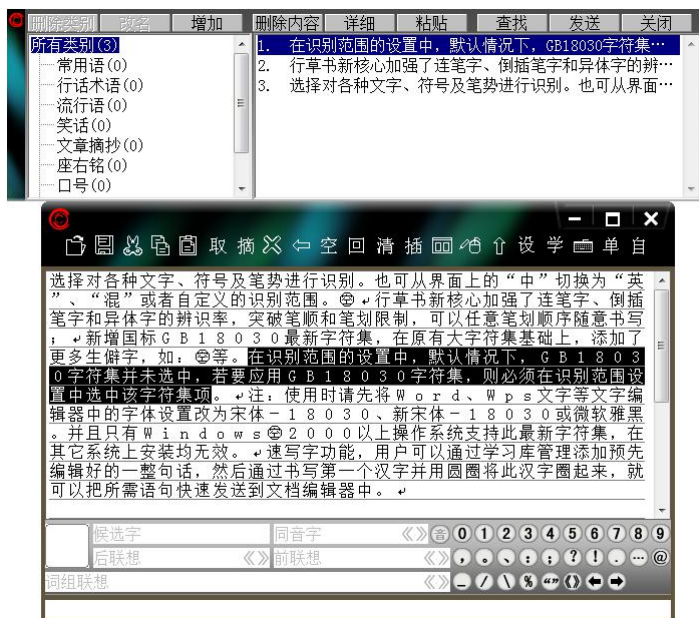 删除类别 改名 增加 删除内容 详细 粘贴 查找 发送 关闭
所有类别(3)
常用语(0)
行话术语(0)
流行语(0)
笑话(0)
文章摘抄(0)
座右铭(0)
口号(0)
1. 在识别范围的设置中，默认情况下，GB18030字符集…
2. 行草书新核心加强了连笔字、倒插笔字和异体字的辨…
3. 选择对各种文字、符号及笔势进行识别。也可从界面…
取 摘 空 回 清 插 设 学 单 自
选择对各种文字、符号及笔势进行识别。也可从界面上的“中”切换为“英
”、“混”或者自定义的识别范围。↵行草书新核心加强了连笔字、倒插
笔字和异体字的辨识率，突破笔顺和笔划限制，可以任意笔划顺序随意书写
；↵新增国标ＧＢ１８０３０最新字符集，在原有大字符集基础上，添加了
更多生僻字，如：等。在识别范围的设置中，默认情况下，ＧＢ１８０３
０字符集并未选中，若要应用ＧＢ１８０３０字符集，则必须在识别范围设
置中选中该字符集项。↵注：使用时请先将Ｗｏｒｄ、Ｗｐｓ文字等文字编
辑器中的字体设置改为宋体－１８０３０、新宋体－１８０３０或微软雅黑
。并且只有Ｗｉｎｄｏｗｓ２０００以上操作系统支持此最新字符集，在
其它系统上安装均无效。↵速写字功能，用户可以通过学习库管理添加预先
编辑好的一整句话，然后通过书写第一个汉字并用圆圈将此汉字圈起来，就
可以把所需语句快速发送到文档编辑器中。↵
候选字 同音字 《》 音 0 1 2 3 4 5 6 7 8 9
后联想 《》 前联想 《》 ， 。 、 ： ； ？ ！ . … @
词组联想 《》 – / \ % “” 《》 ← →